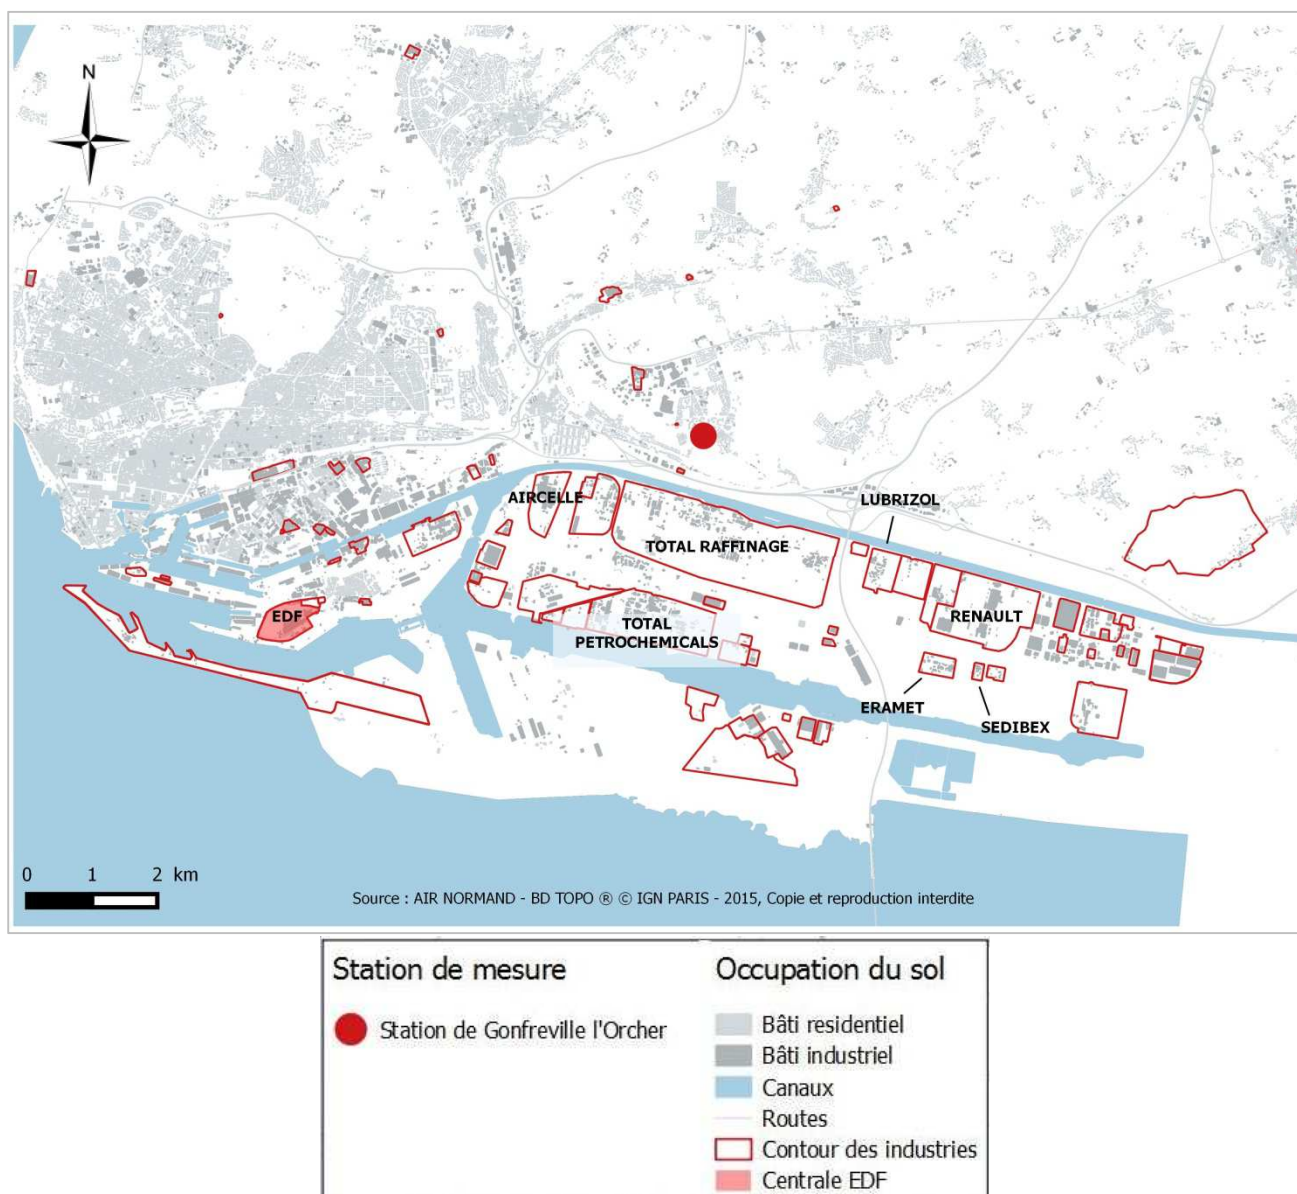 N
AIRCELLE
LUBRIZOL
TOTAL RAFFINAGE
EDF
TOTAL
PETROCHEMICALS
RENAULT
ERAMET
SEDIBEX
0 1 2 km
Source : AIR NORMAND - BD TOPO ® © IGN PARIS - 2015, Copie et reproduction interdite
Station de mesure
Station de Gonfreville l'Orcher
Occupation du sol
Bâti residentiel
Bâti industriel
Canaux
Routes
Contour des industries
Centrale EDF